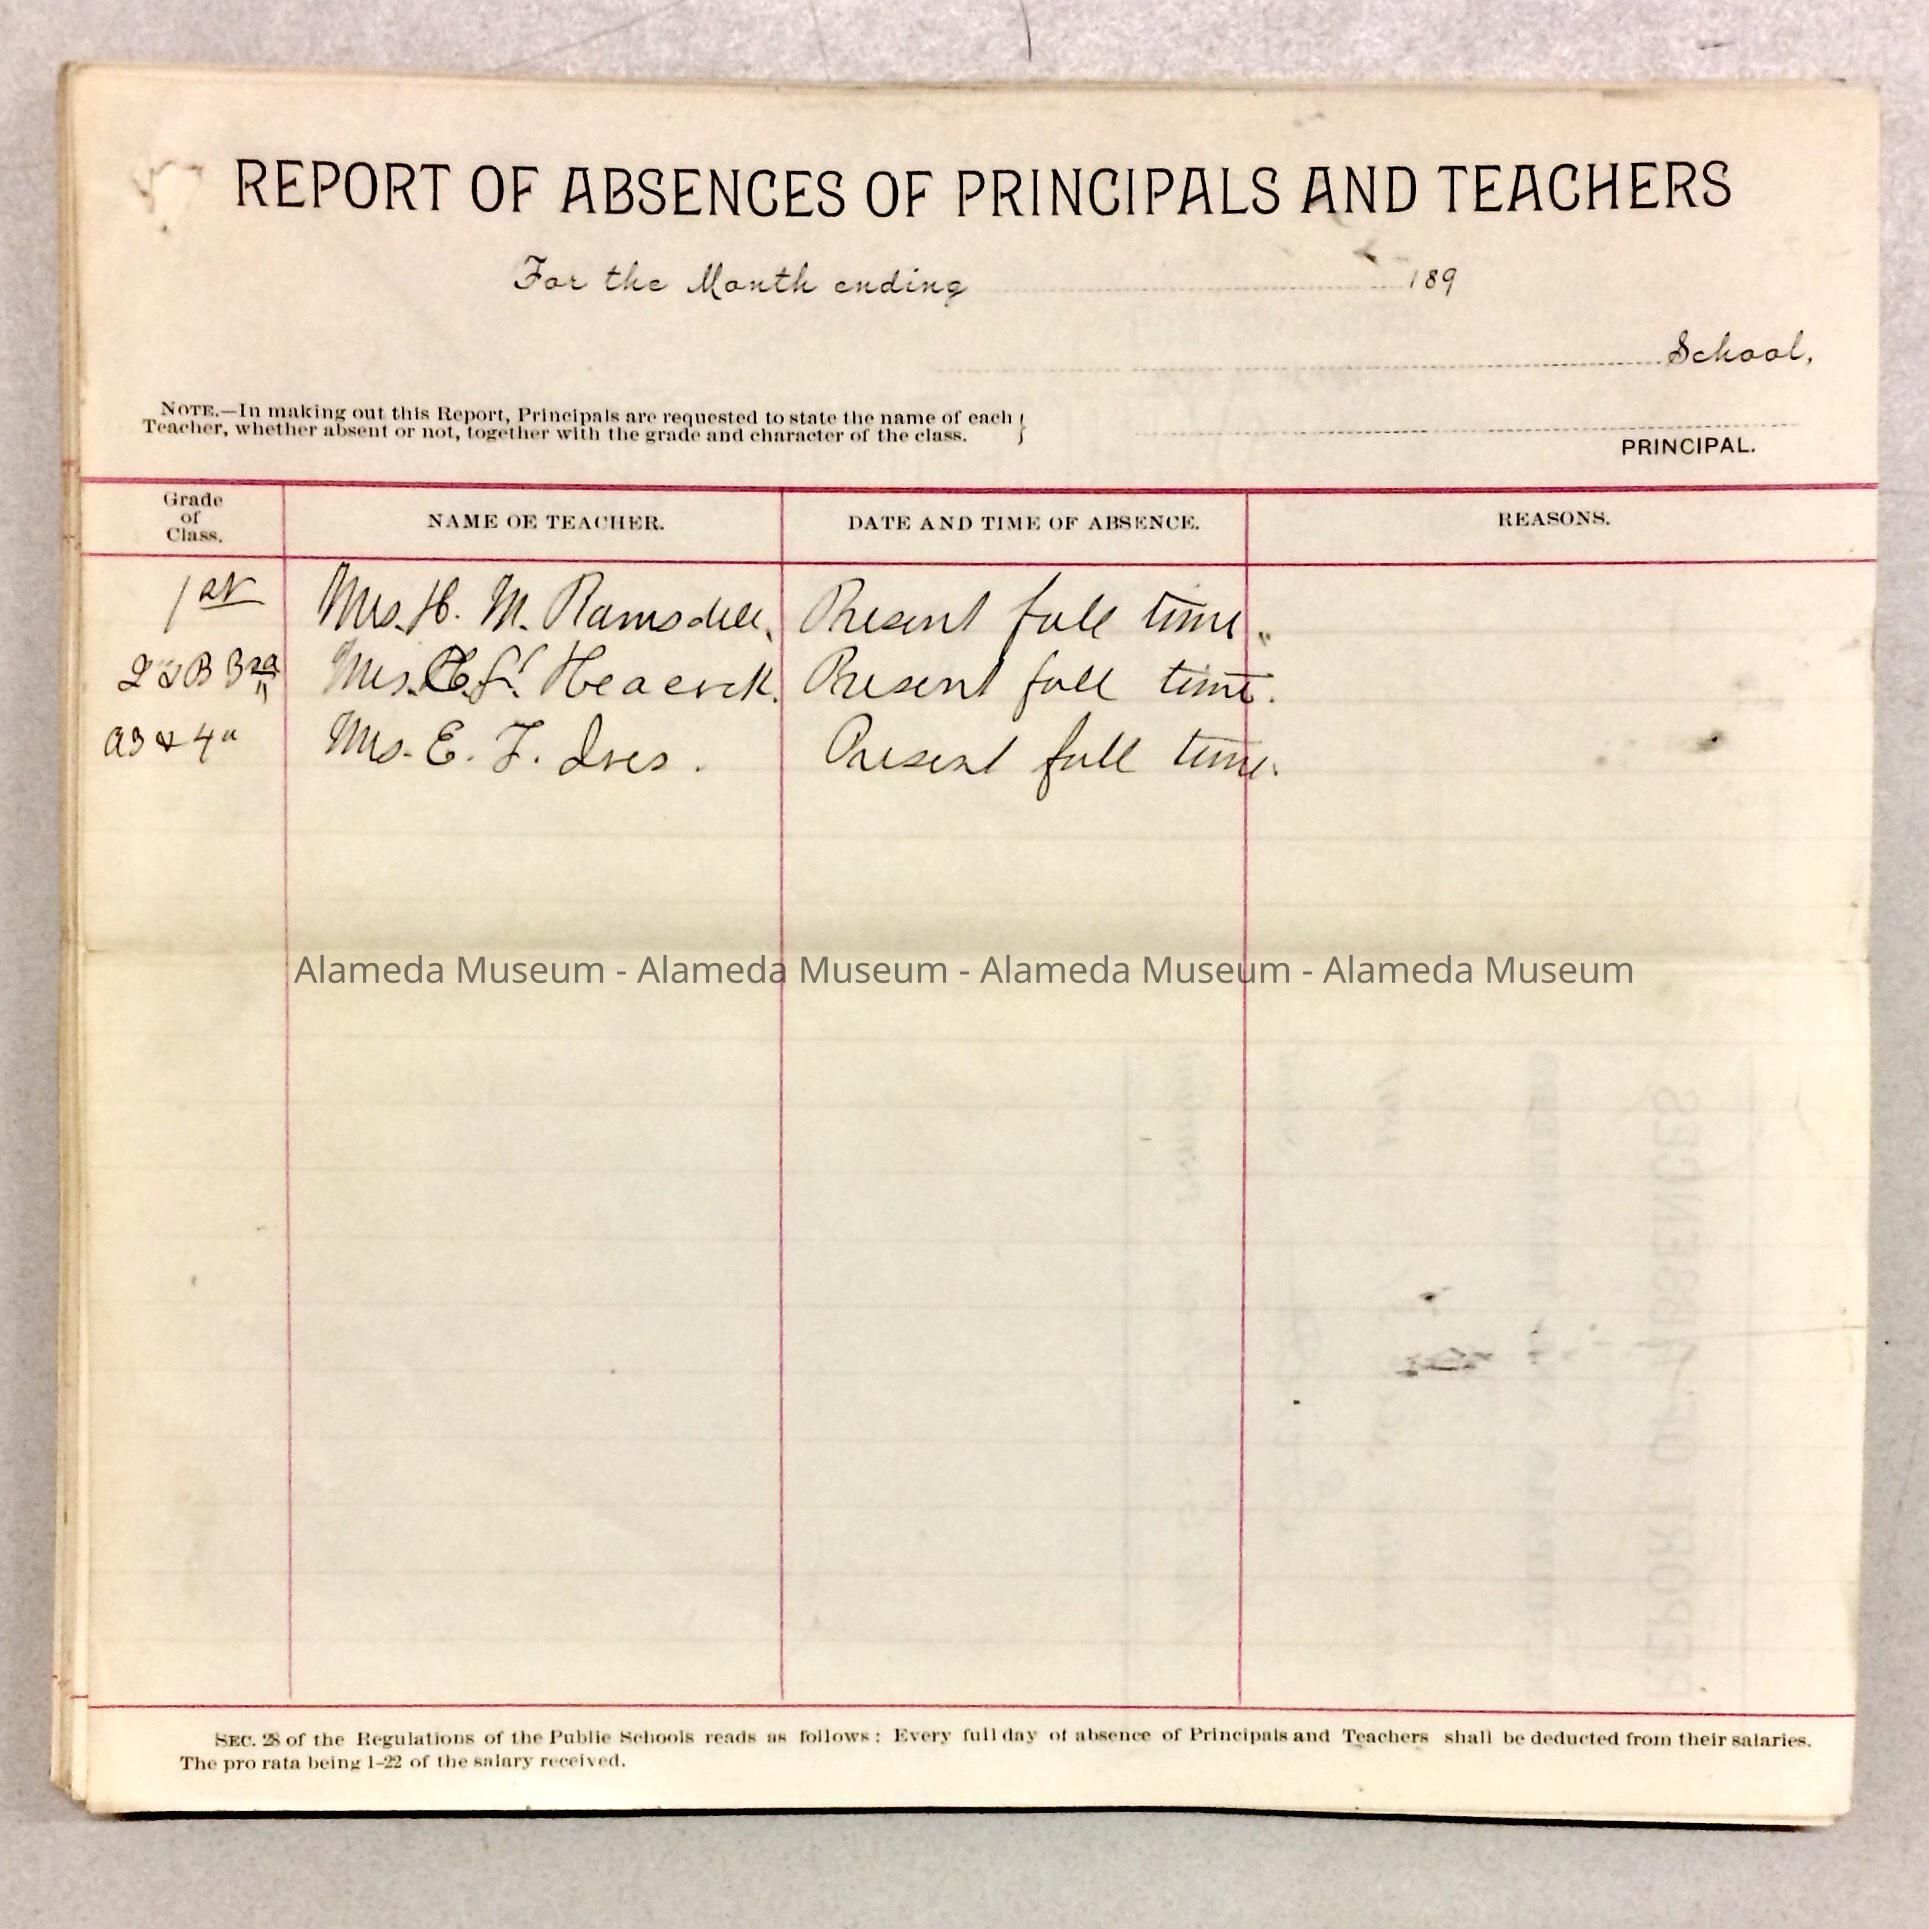 REPORT OF ABSENCES OF PRINCIPALS AND TEACHERS
For the Month ending 189
School,
NOTE.—In making out this Report, Principals are requested to state the name of each
Teacher, whether absent or not, together with the grade and character of the class.
PRINCIPAL.
Grade
of
Class.
NAME OE TEACHER.
DATE AND TIME OF ABSENCE.
REASONS.
1st Mrs. H. M. Ramsdell, Present full time.
Heacock. Present full time.
A3 & 4" Mrs. E. F. Ives. Present full time.
Alameda Museum - Alameda Museum - Alameda Museum - Alameda Museum
REPORT OF ABSENCES
SEC. 28 of the Regulations of the Public Schools reads as follows: Every full day of absence of Principals and Teachers shall be deducted from their salaries.
The pro rata being 1-22 of the salary received.